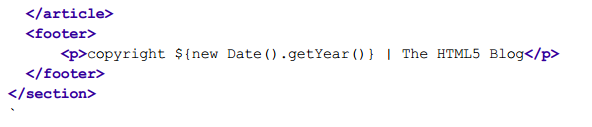 </article>
<footer>
<p>copyright ${new Date().getYear()} | The HTML5 Blog</p>
</footer>
</section>
`